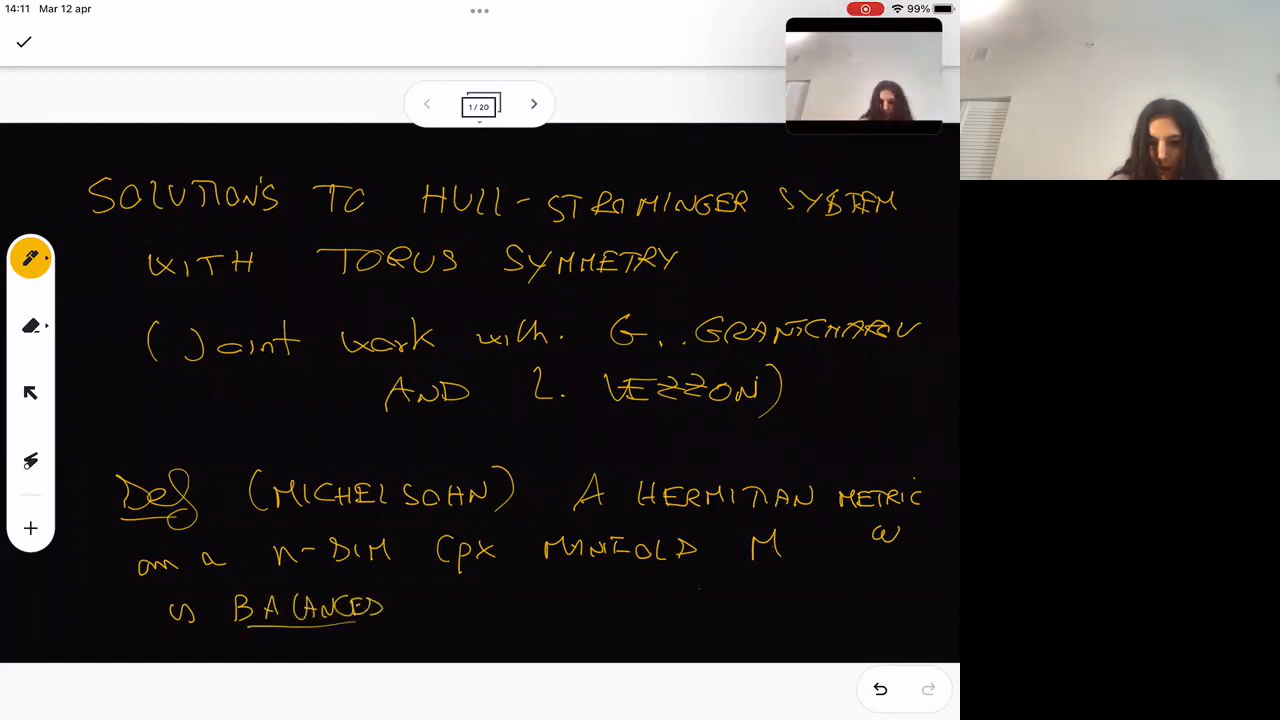 14:11 Mar 12 apr
99%
1 / 20
SOLUTIONS TO HULL-STROMINGER SYSTEM
WITH TORUS SYMMETRY
(Joint work with. G. GRANTCHAROV
AND L. VEZZONI)
Def (MICHELSOHN) A HERMITIAN METRIC
ω
on a n-DIM Cpx MANIFOLD M
is BALANCED